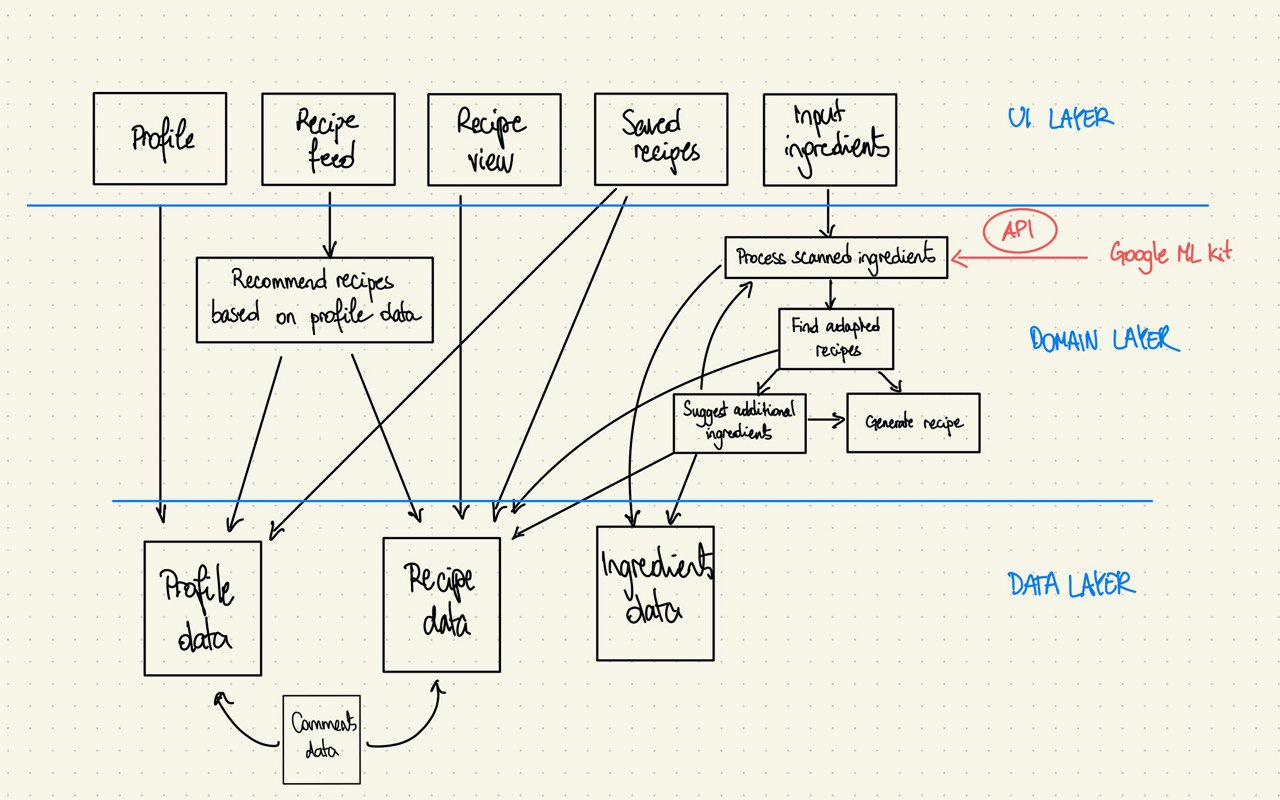 Profile
Recipe
feed
Recipe
view
Saved
recipes
Input
ingredients
UI LAYER
API
Process scanned ingredients
Google ML kit
Recommend recipes
based on profile data
Find adapted
recipes
DOMAIN LAYER
Suggest additional
ingredients
Generate recipe
Profile
data
Recipe
data
Ingredients
data
DATA LAYER
Comments
data